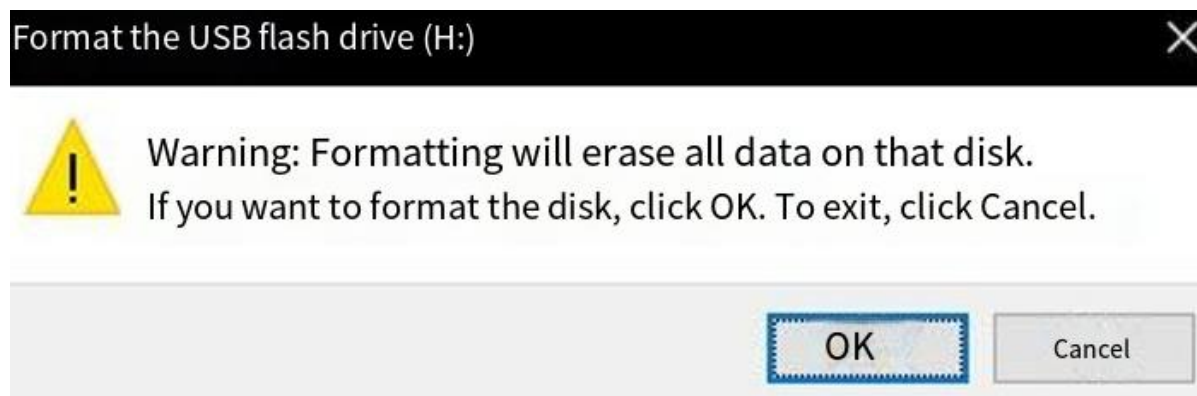 Format the USB flash drive (H:)
Warning: Formatting will erase all data on that disk.
If you want to format the disk, click OK. To exit, click Cancel.
OK
Cancel